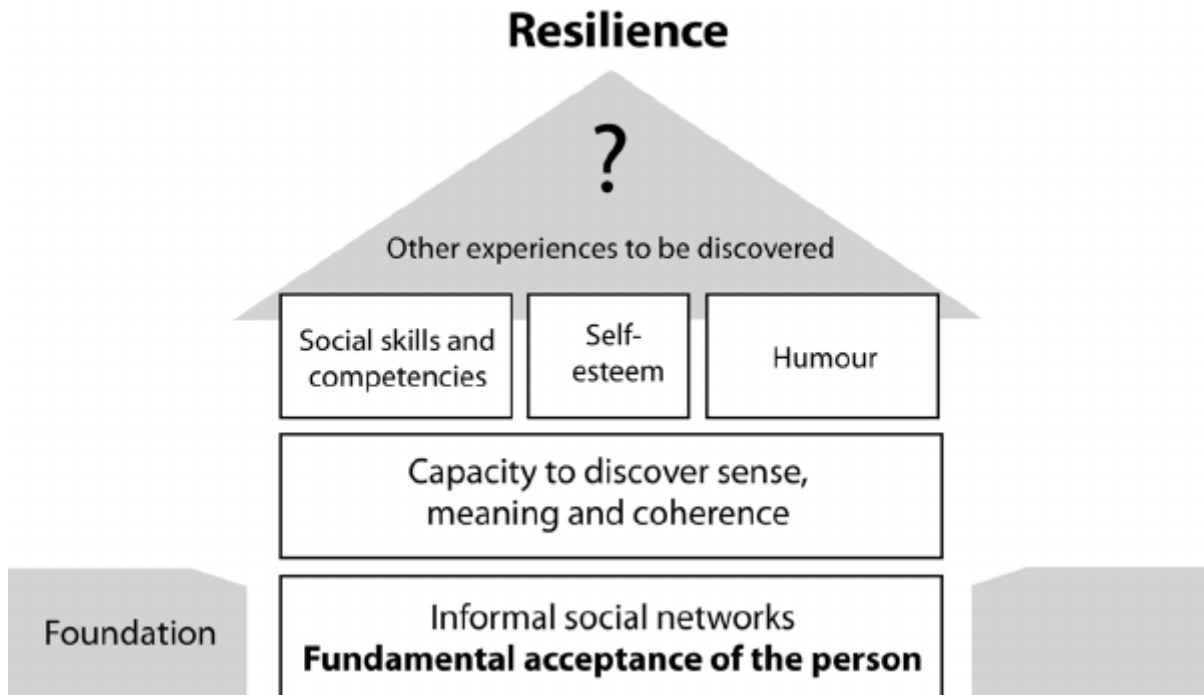 Resilience
?
Other experiences to be discovered
Social skills and
competencies
Self-
esteem
Humour
Capacity to discover sense,
meaning and coherence
Foundation
Informal social networks
Fundamental acceptance of the person